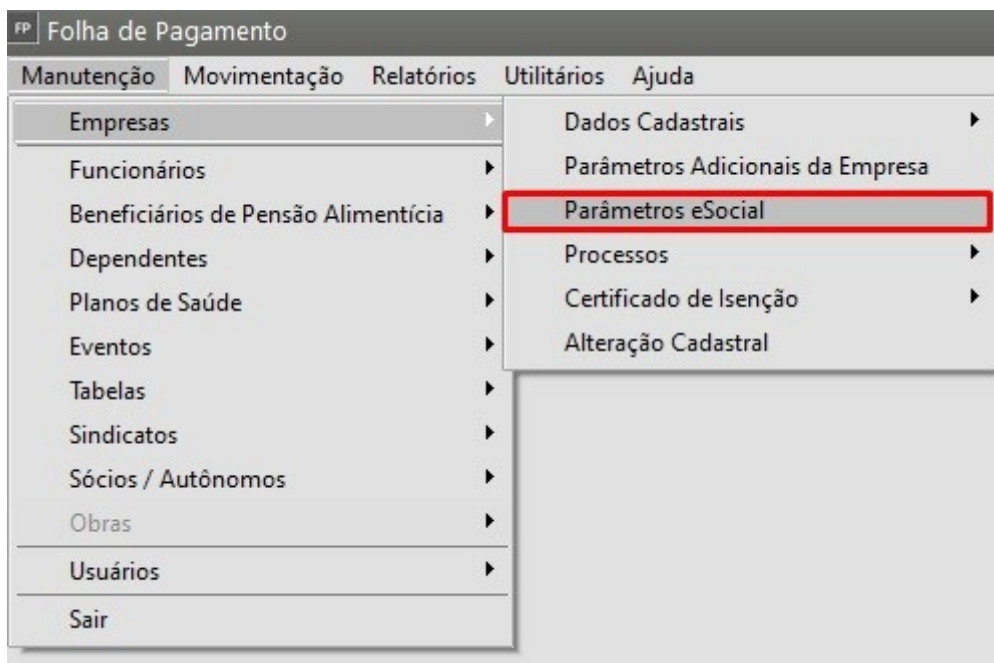 FP Folha de Pagamento
Manutenção Movimentação Relatórios Utilitários Ajuda
Empresas
Funcionários
Beneficiários de Pensão Alimentícia
Dependentes
Planos de Saúde
Eventos
Tabelas
Sindicatos
Sócios / Autônomos
Obras
Usuários
Sair
Dados Cadastrais
Parâmetros Adicionais da Empresa
Parâmetros eSocial
Processos
Certificado de Isenção
Alteração Cadastral